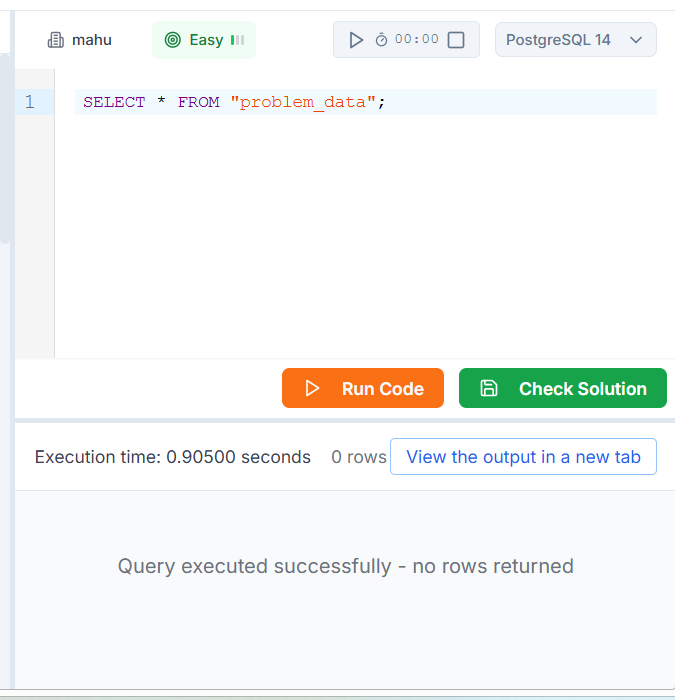 mahu
Easy
00:00
PostgreSQL 14
1
SELECT * FROM "problem_data";
Run Code
Check Solution
Execution time: 0.90500 seconds
0 rows
View the output in a new tab
Query executed successfully - no rows returned